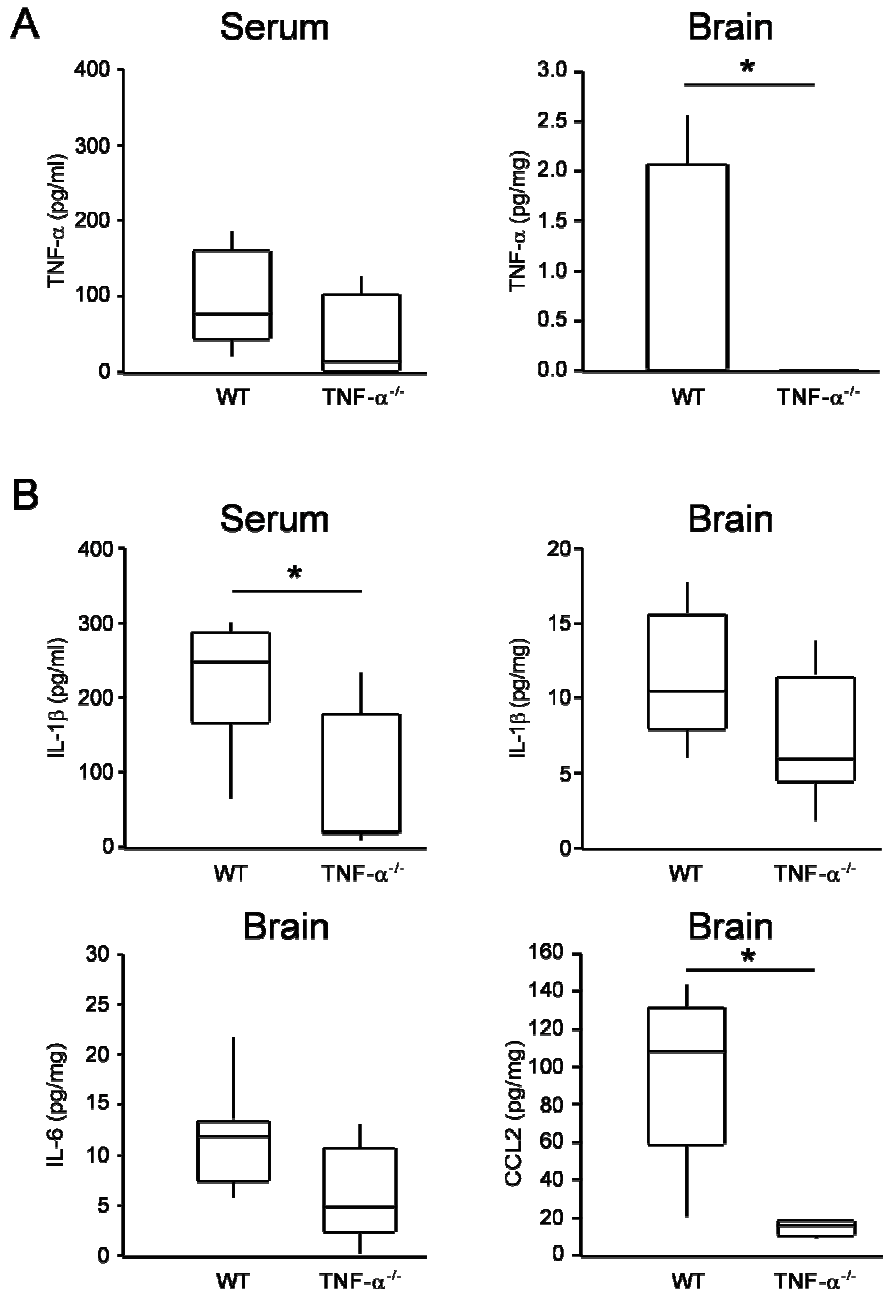 A
Serum
Brain
400
300
200
100
0
TNF-α (pg/ml)
WT
TNF-α-/-
3.0
2.5
2.0
1.5
1.0
0.5
0.0
TNF-α (pg/mg)
*
WT
TNF-α-/-
B
Serum
Brain
400
300
200
100
0
IL-1β (pg/ml)
*
WT
TNF-α-/-
20
15
10
5
0
IL-1β (pg/mg)
WT
TNF-α-/-
Brain
Brain
30
25
20
15
10
5
0
IL-6 (pg/mg)
WT
TNF-α-/-
160
140
120
100
80
60
40
20
0
CCL2 (pg/mg)
*
WT
TNF-α-/-